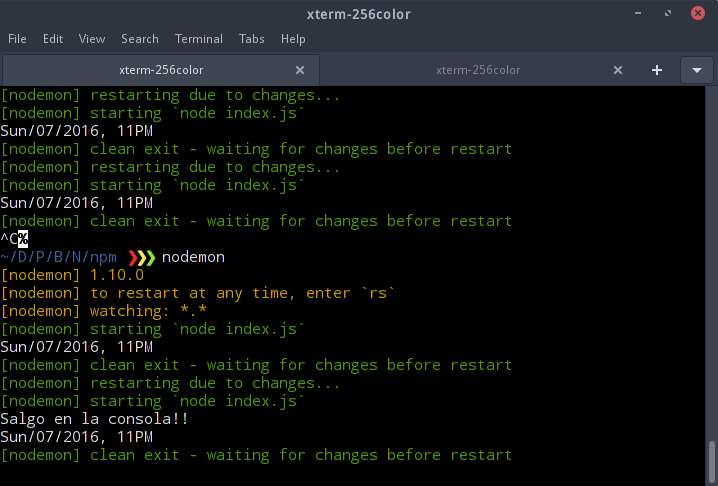 xterm-256color
File Edit View Search Terminal Tabs Help
xterm-256color xterm-256color
[nodemon] restarting due to changes...
[nodemon] starting `node index.js`
Sun/07/2016, 11PM
[nodemon] clean exit - waiting for changes before restart
[nodemon] restarting due to changes...
[nodemon] starting `node index.js`
Sun/07/2016, 11PM
[nodemon] clean exit - waiting for changes before restart
^C%
~/D/P/B/N/npm ❯❯❯ nodemon
[nodemon] 1.10.0
[nodemon] to restart at any time, enter `rs`
[nodemon] watching: *.*
[nodemon] starting `node index.js`
Sun/07/2016, 11PM
[nodemon] clean exit - waiting for changes before restart
[nodemon] restarting due to changes...
[nodemon] starting `node index.js`
Salgo en la consola!!
Sun/07/2016, 11PM
[nodemon] clean exit - waiting for changes before restart